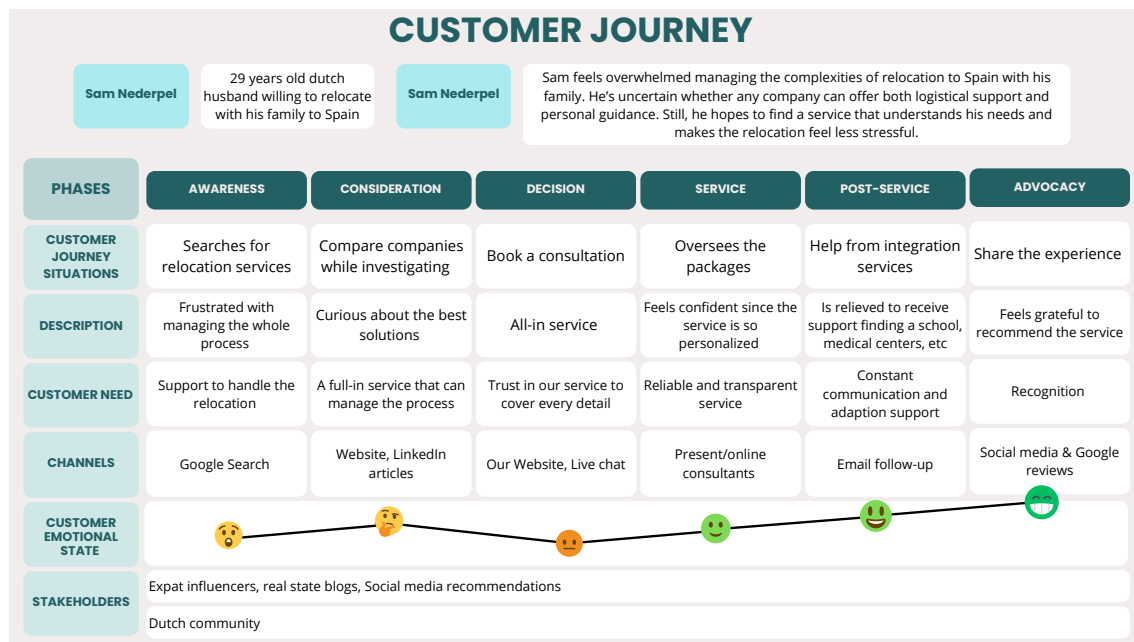 CUSTOMER JOURNEY
Sam Nederpel
29 years old dutch
husband willing to relocate
with his family to Spain
Sam Nederpel
Sam feels overwhelmed managing the complexities of relocation to Spain with his
family. He's uncertain whether any company can offer both logistical support and
personal guidance. Still, he hopes to find a service that understands his needs and
makes the relocation feel less stressful.
PHASES
AWARENESS
CONSIDERATION
DECISION
SERVICE
POST-SERVICE
ADVOCACY
CUSTOMER
JOURNEY
SITUATIONS
Searches for
relocation services
Compare companies
while investigating
Book a consultation
Oversees the
packages
Help from integration
services
Share the experience
DESCRIPTION
Frustrated with
managing the whole
process
Curious about the best
solutions
All-in service
Feels confident since the
service is so
personalized
Is relieved to receive
support finding a school,
medical centers, etc
Feels grateful to
recommend the service
CUSTOMER NEED
Support to handle the
relocation
A full-in service that can
manage the process
Trust in our service to
cover every detail
Reliable and transparent
service
Constant
communication and
adaption support
Recognition
CHANNELS
Google Search
Website, LinkedIn
articles
Our Website, Live chat
Present/online
consultants
Email follow-up
Social media & Google
reviews
CUSTOMER
EMOTIONAL
STATE
STAKEHOLDERS
Expat influencers, real state blogs, Social media recommendations
Dutch community